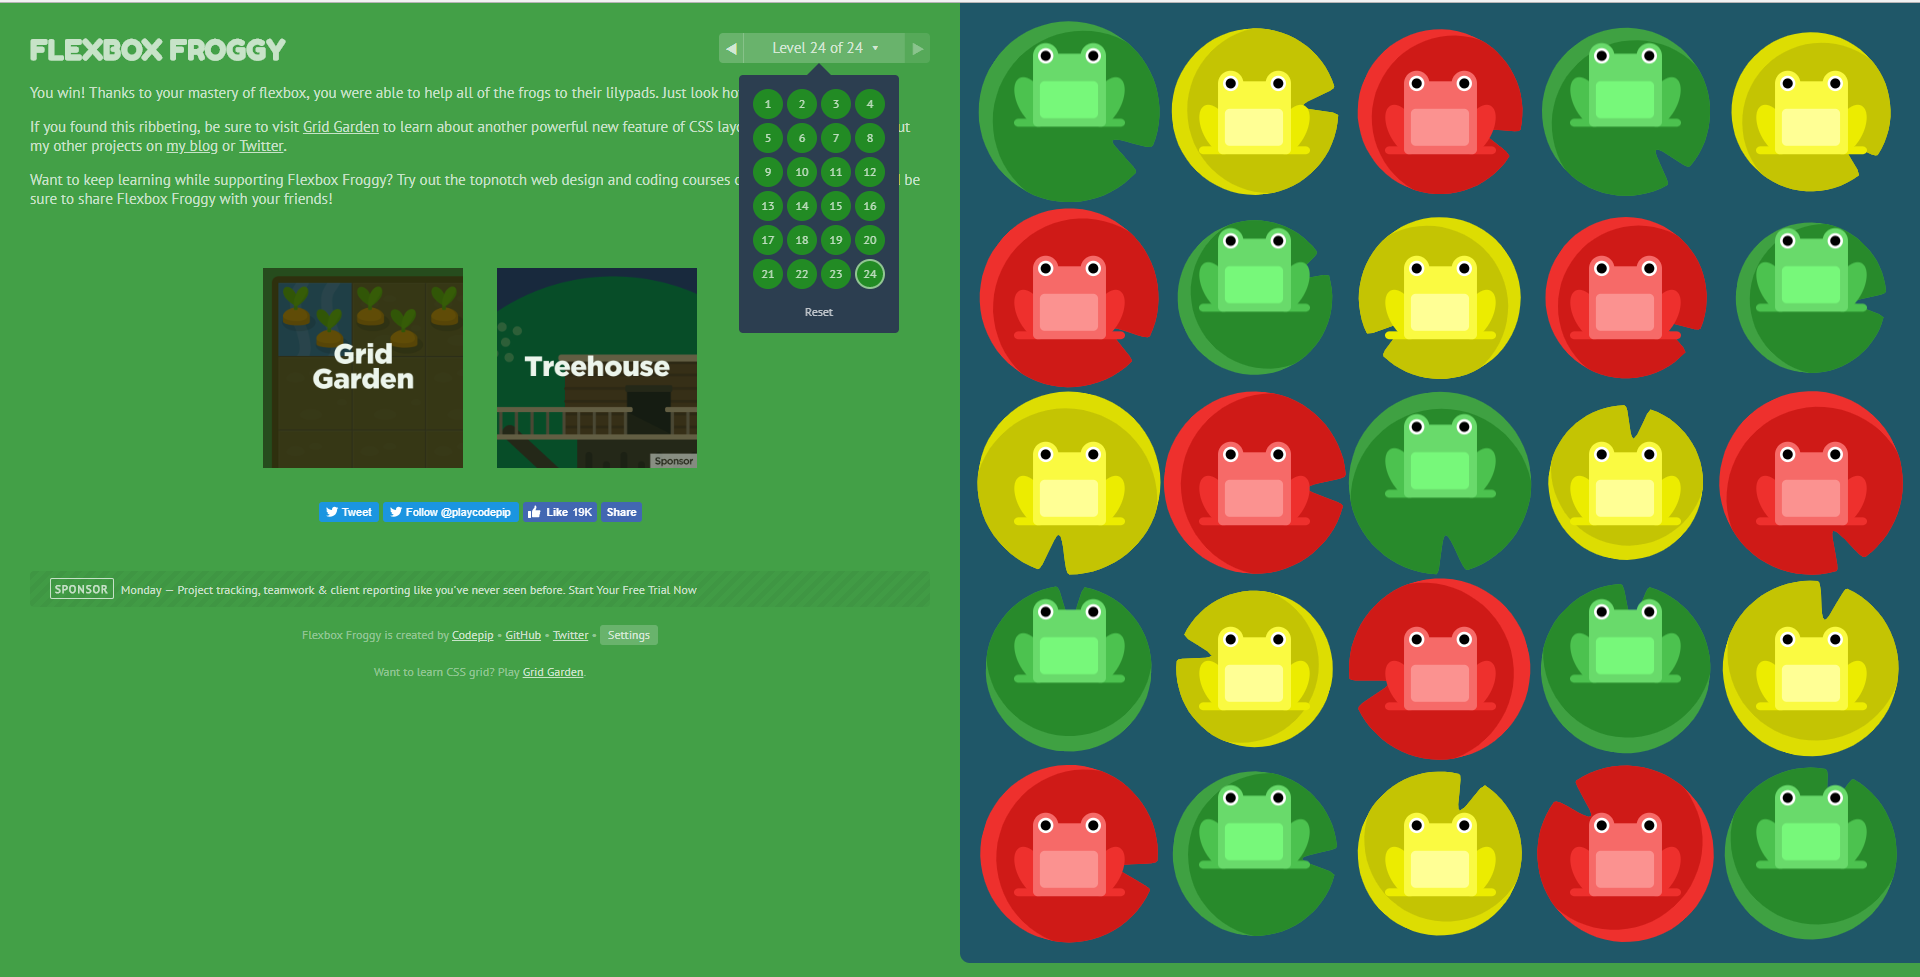 FLEXBOX FROGGY
◀ Level 24 of 24 ▼ ▶
You win! Thanks to your mastery of flexbox, you were able to help all of the frogs to their lilypads. Just look
If you found this ribbeting, be sure to visit Grid Garden to learn about another powerful new feature of CSS
my other projects on my blog or Twitter.
Want to keep learning while supporting Flexbox Froggy? Try out the topnotch web design and coding courses be
sure to share Flexbox Froggy with your friends!
1 2 3 4
5 6 7 8
9 10 11 12
13 14 15 16
17 18 19 20
21 22 23 24
Reset
Grid
Garden
Treehouse
Sponsor
Tweet Follow @playcodepip Like 19K Share
SPONSOR Monday — Project tracking, teamwork & client reporting like you've never seen before. Start Your Free Trial Now
Flexbox Froggy is created by Codepip • GitHub • Twitter • Settings
Want to learn CSS grid? Play Grid Garden.